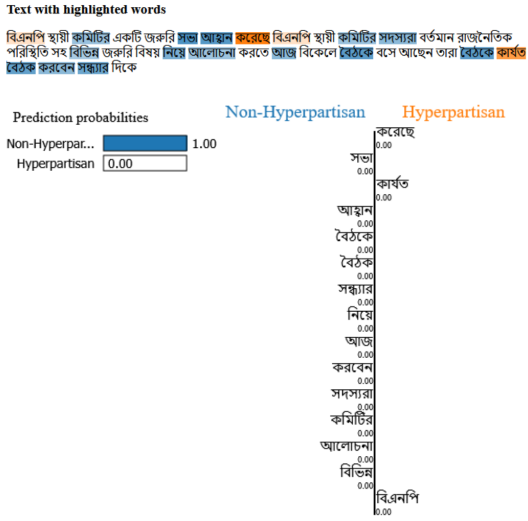 Text with highlighted words
বিএনপি স্থায়ী কমিটির একটি জরুরি সভা আহ্বান করেছে বিএনপি স্থায়ী কমিটির সদস্যরা বর্তমান রাজনৈতিক
পরিস্থিতি সহ বিভিন্ন জরুরি বিষয় নিয়ে আলোচনা করতে আজ বিকেলে বৈঠকে বসে আছেন তারা বৈঠকে কার্যত
বৈঠক করবেন সন্ধ্যার দিকে
Prediction probabilities
Non-Hyperpar... 1.00
Hyperpartisan 0.00
Non-Hyperpartisan Hyperpartisan
করেছে
0.00
সভা
0.00
কার্যত
0.00
আহ্বান
0.00
বৈঠকে
0.00
বৈঠক
0.00
সন্ধ্যার
0.00
নিয়ে
0.00
আজ
0.00
করবেন
0.00
সদস্যরা
0.00
কমিটির
0.00
আলোচনা
0.00
বিভিন্ন
0.00
বিএনপি
0.00